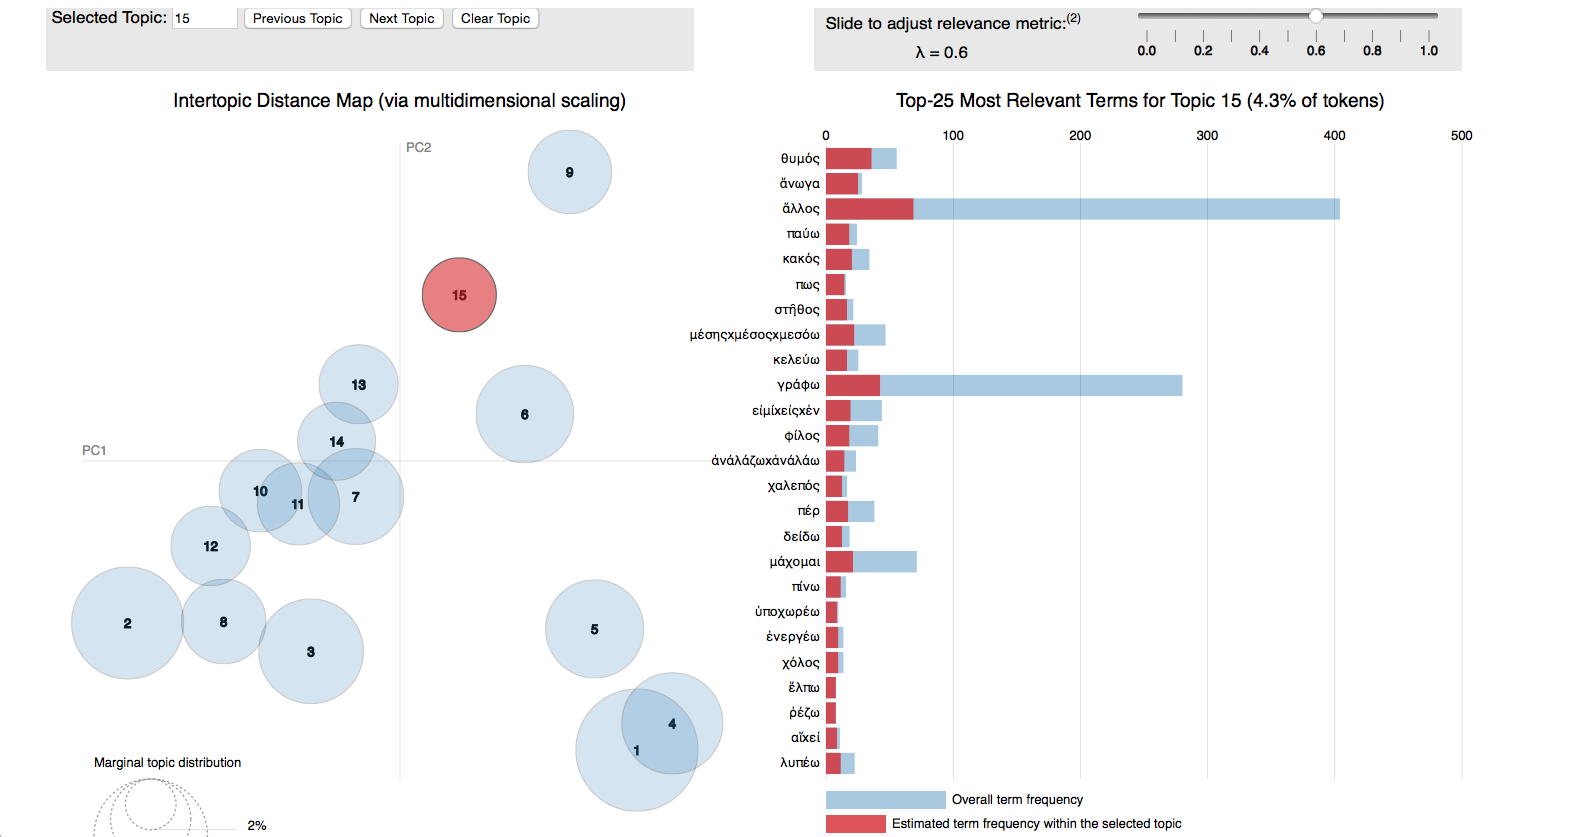 Selected Topic: 15 Previous Topic Next Topic Clear Topic
Slide to adjust relevance metric:(2)
λ = 0.6
0.0 0.2 0.4 0.6 0.8 1.0
Intertopic Distance Map (via multidimensional scaling)
PC2
PC1
9
15
13
6
14
10
11
7
12
2
8
3
5
4
1
Marginal topic distribution
2%
Top-25 Most Relevant Terms for Topic 15 (4.3% of tokens)
0 100 200 300 400 500
θυμός
ἄνωγα
ἄλλος
παύω
κακός
πως
στῆθος
μέσηςχμέσοςχμεσόω
κελεύω
γράφω
εἰμίχείςχἐν
φίλος
ἀνάλάζωχἀνάλάω
χαλεπός
πέρ
δείδω
μάχομαι
πίνω
ὑποχωρέω
ἐνεργέω
χόλος
ἔλπω
ῥέζω
αἴχεί
λυπέω
Overall term frequency
Estimated term frequency within the selected topic